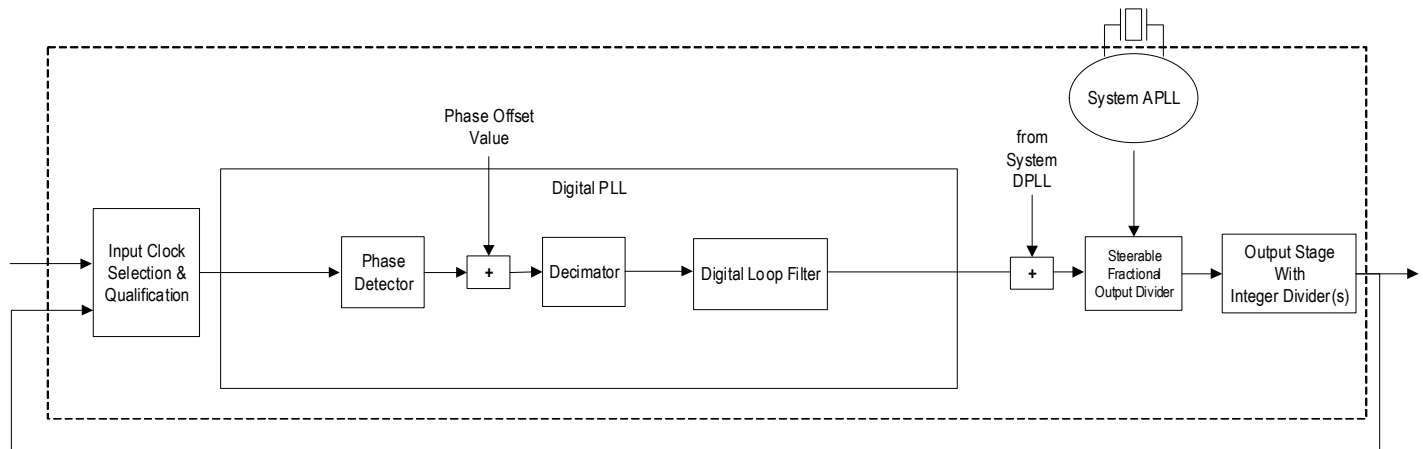 System APLL
Phase Offset
Value
from
System
DPLL
Digital PLL
Input Clock
Selection &
Qualification
Phase
Detector
+
Decimator
Digital Loop Filter
+
Steerable
Fractional
Output Divider
Output Stage
With
Integer Divider(s)